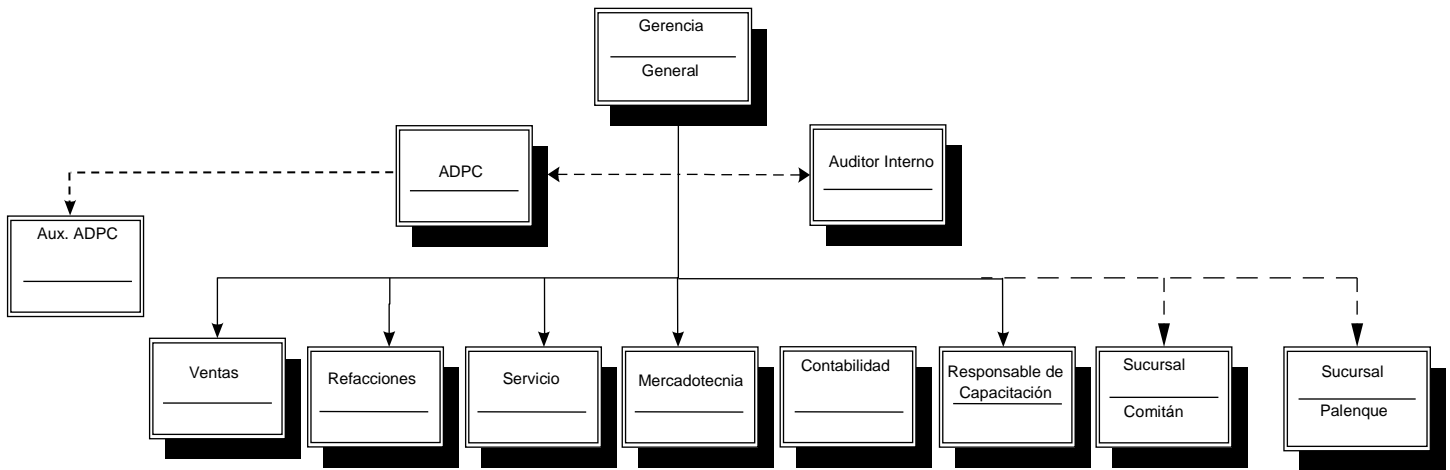 Gerencia
General
ADPC
Auditor Interno
Aux. ADPC
Ventas
Refacciones
Servicio
Mercadotecnia
Contabilidad
Responsable de
Capacitación
Sucursal
Comitán
Sucursal
Palenque